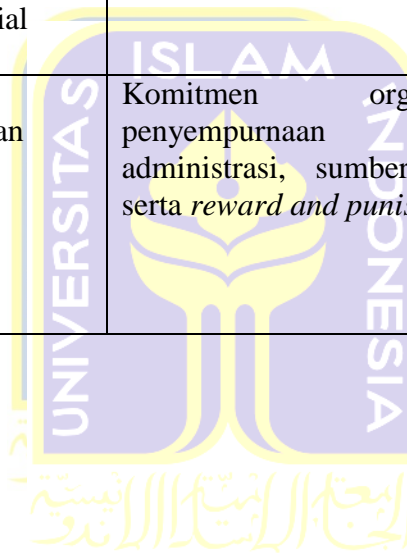 ial
an
Komitmen org
penyempurnaan
administrasi, sumber
serta reward and punis
UNIVERSITAS
ISLAM
INDONESIA